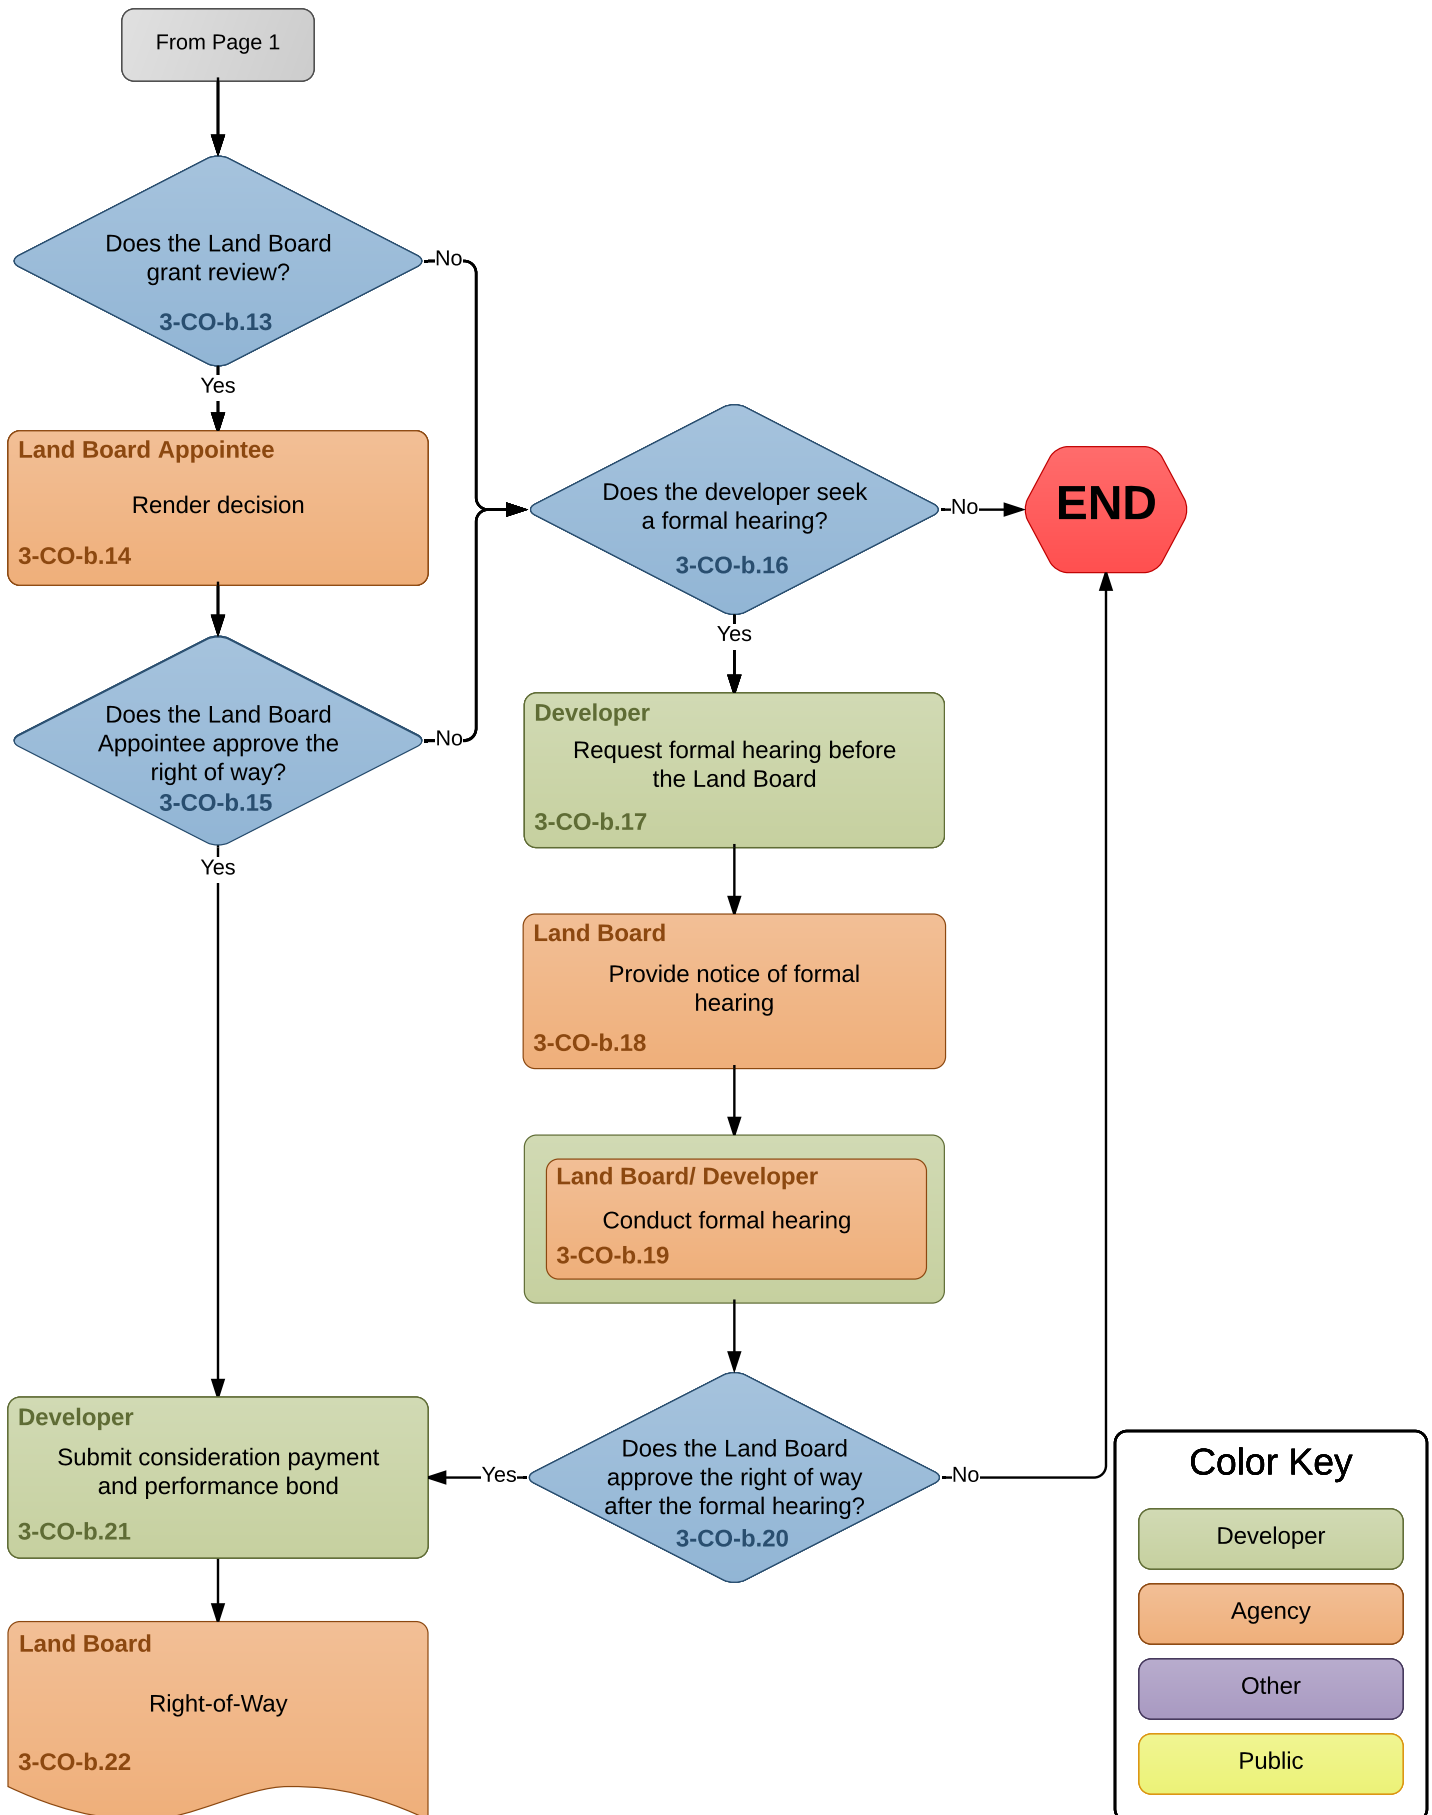 From Page 1
Does the Land Board
grant review?
3-CO-b.13
No
Yes
Land Board Appointee
Render decision
3-CO-b.14
Does the Land Board
Appointee approve the
right of way?
3-CO-b.15
No
Yes
Does the developer seek
a formal hearing?
3-CO-b.16
No
END
Yes
Developer
Request formal hearing before
the Land Board
3-CO-b.17
Land Board
Provide notice of formal
hearing
3-CO-b.18
Land Board/ Developer
Conduct formal hearing
3-CO-b.19
Does the Land Board
approve the right of way
after the formal hearing?
3-CO-b.20
No
Yes
Developer
Submit consideration payment
and performance bond
3-CO-b.21
Land Board
Right-of-Way
3-CO-b.22
Color Key
Developer
Agency
Other
Public